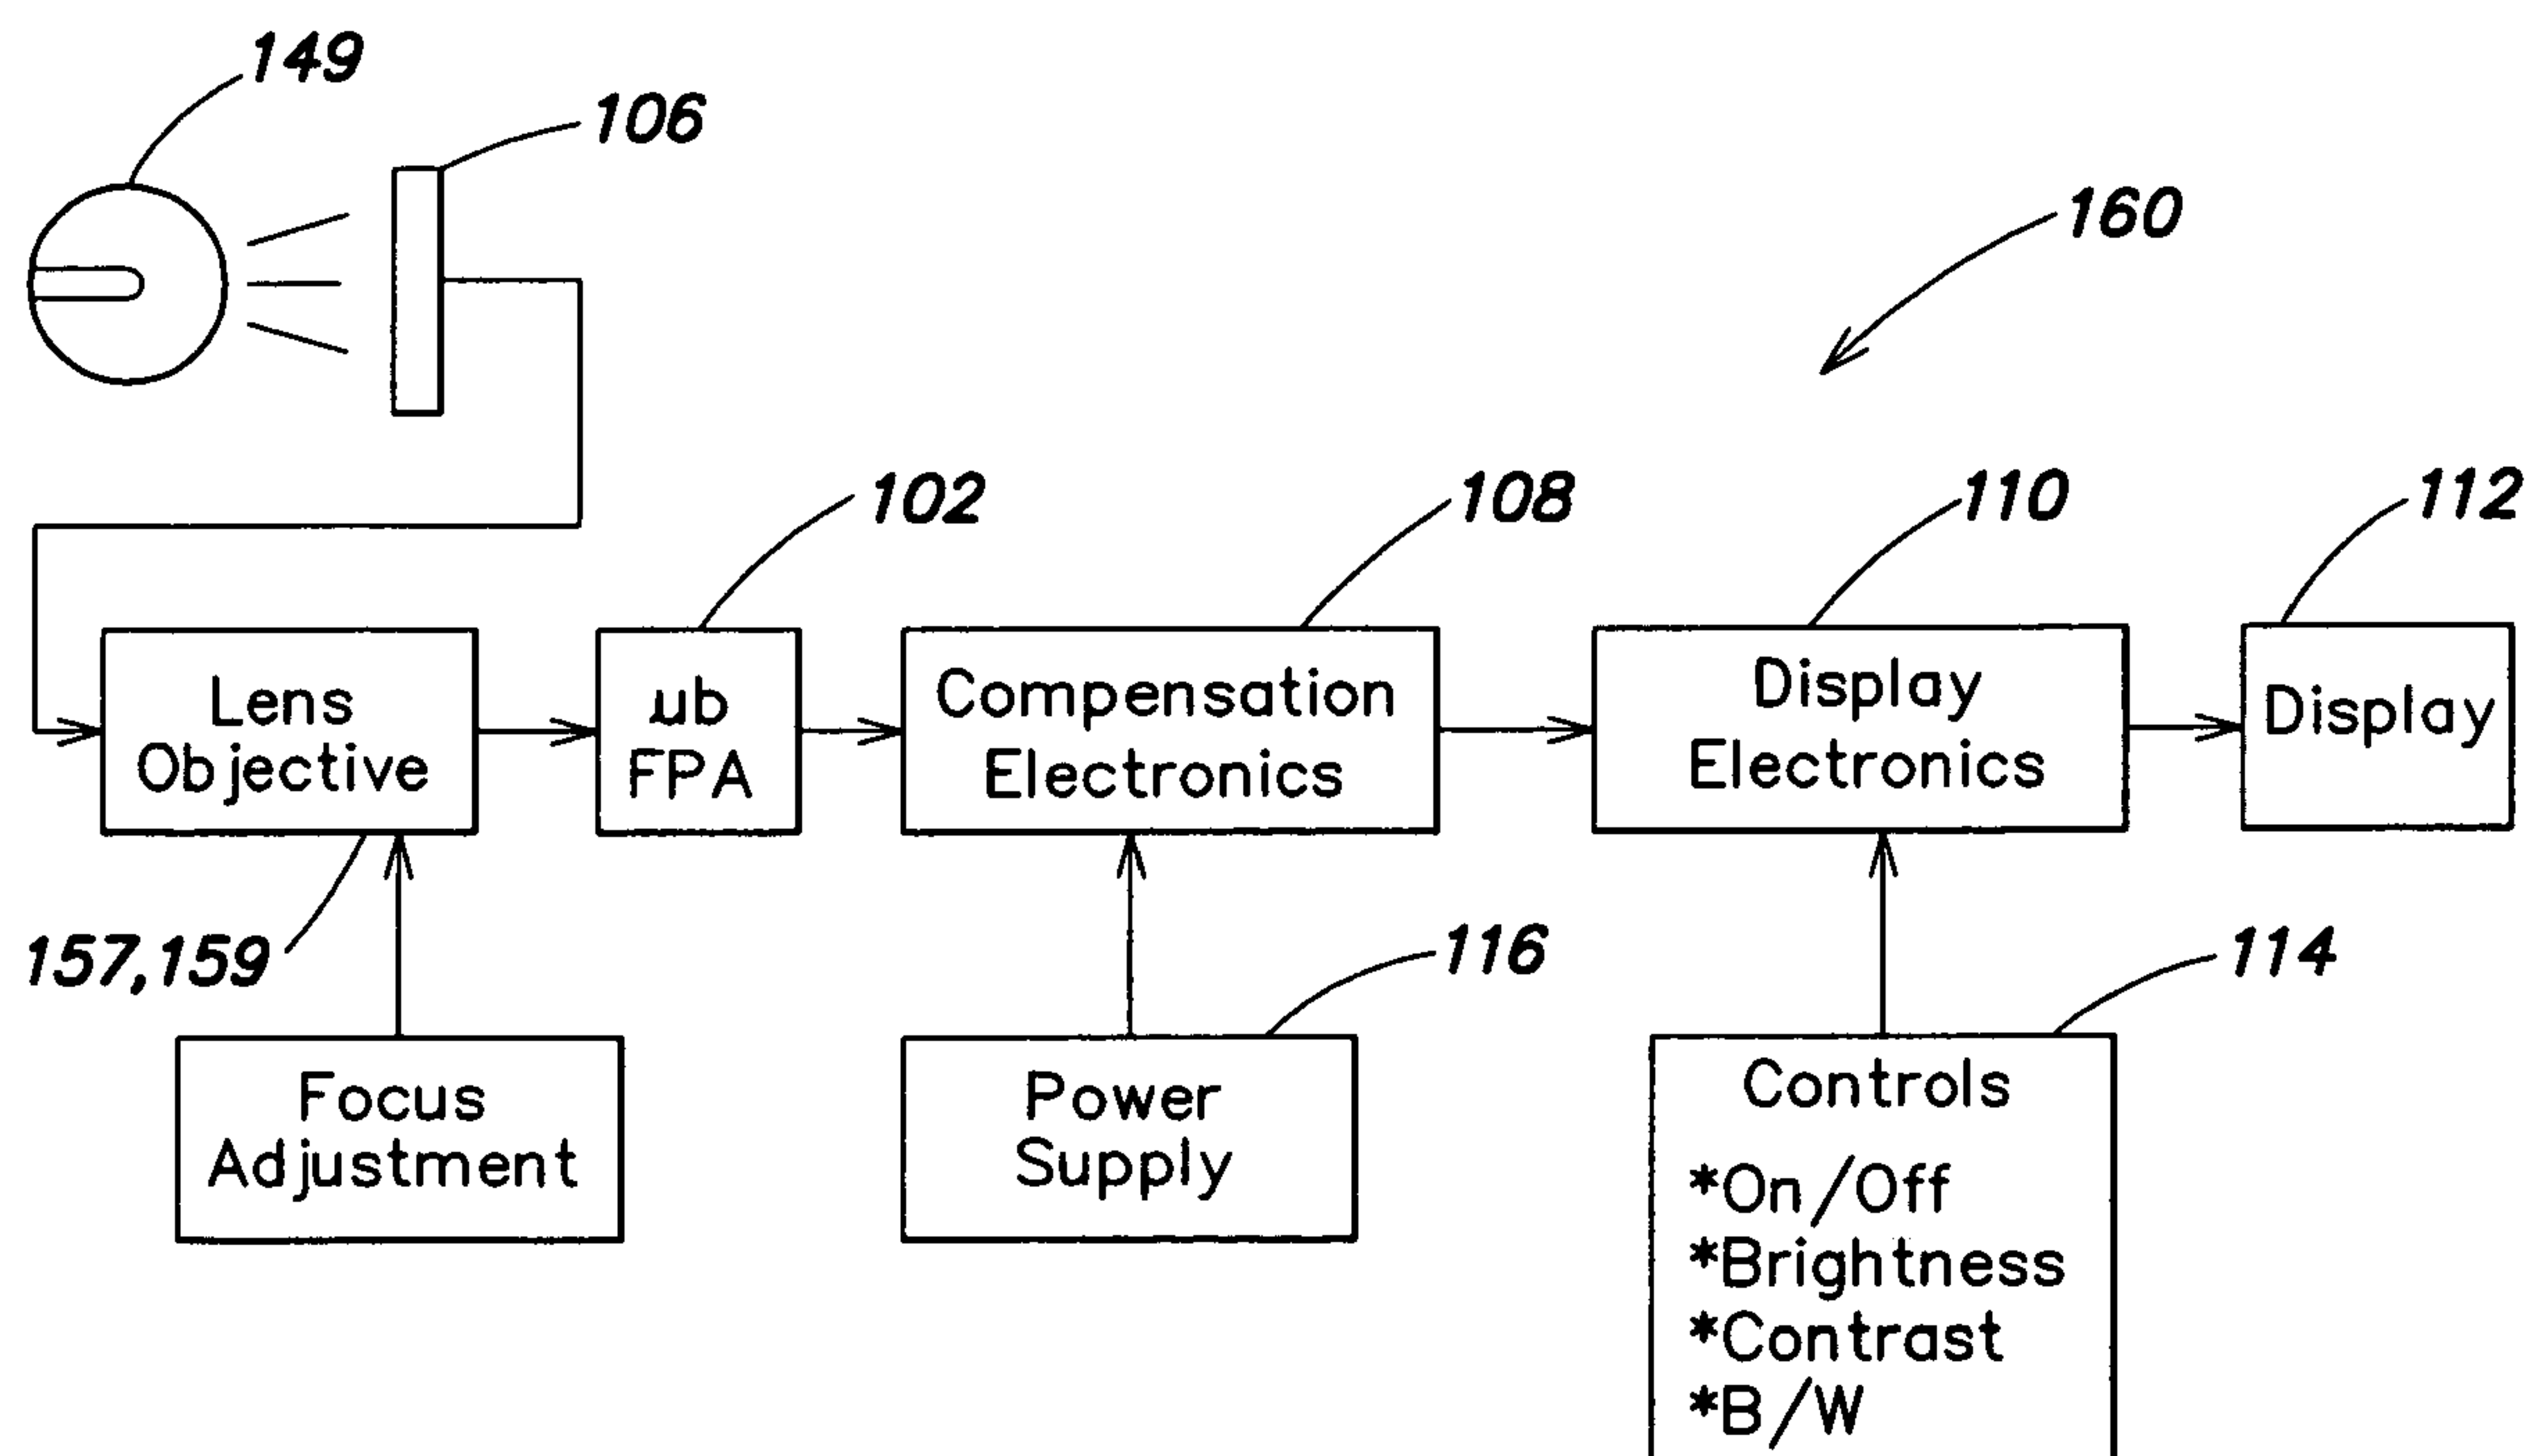 149
106
160
102
108
110
112
Lens
Objective
µb
FPA
Compensation
Electronics
Display
Electronics
Display
157,159
116
114
Focus
Adjustment
Power
Supply
Controls
*On/Off
*Brightness
*Contrast
*B/W